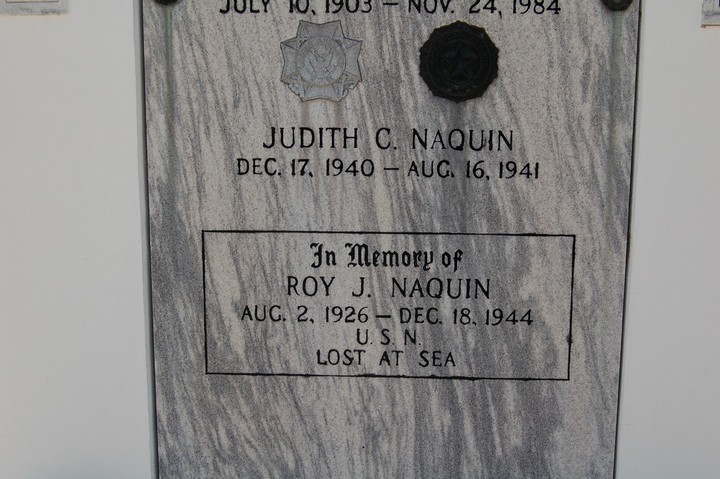 JULY 10, 1903 — NOV. 24, 1984
JUDITH C. NAQUIN
DEC. 17, 1940 — AUG. 16, 1941
In Memory of
ROY J. NAQUIN
AUG. 2, 1926 — DEC. 18, 1944
U. S. N.
LOST AT SEA